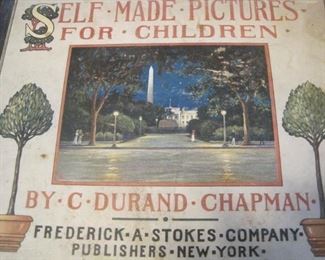 SELF·MADE·PICTURES·
FOR·CHILDREN·
BY·C·DURAND·CHAPMAN·
FREDERICK·A·STOKES·COMPANY·
PUBLISHERS·NEW·YORK·